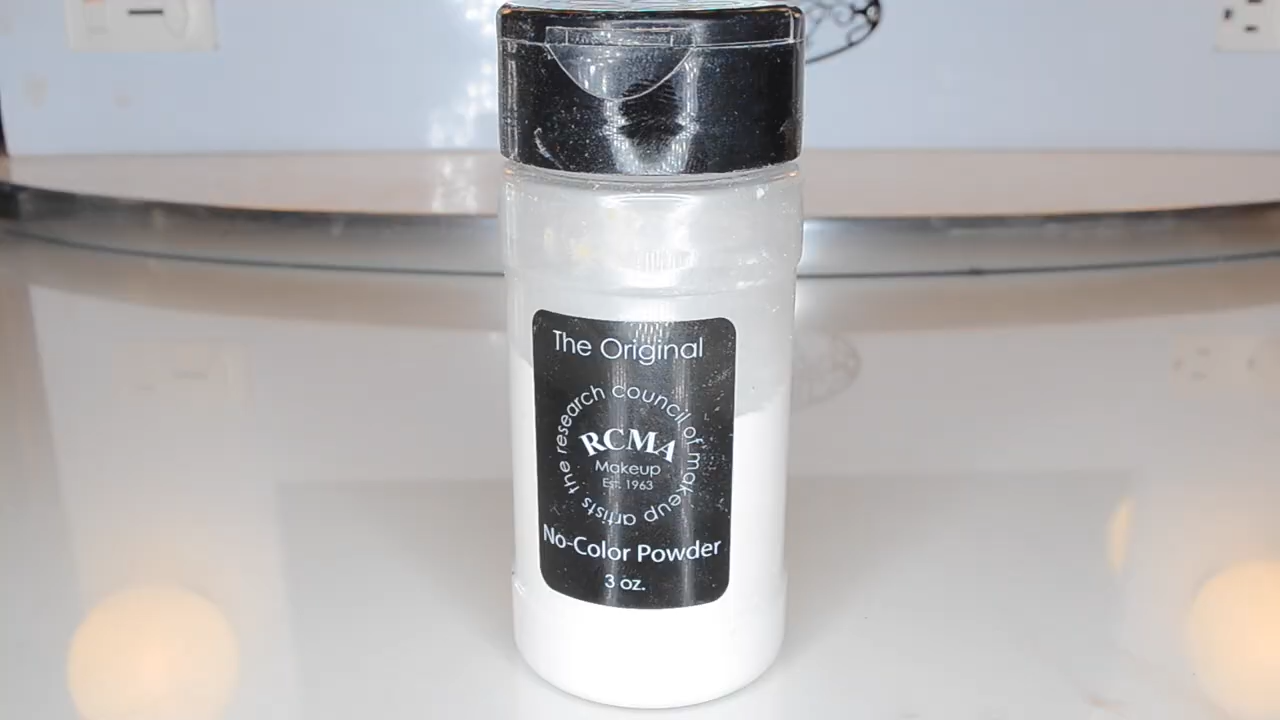 The Original
the research council of makeup artists
RCMA
Makeup
Est. 1963
No-Color Powder
3 oz.